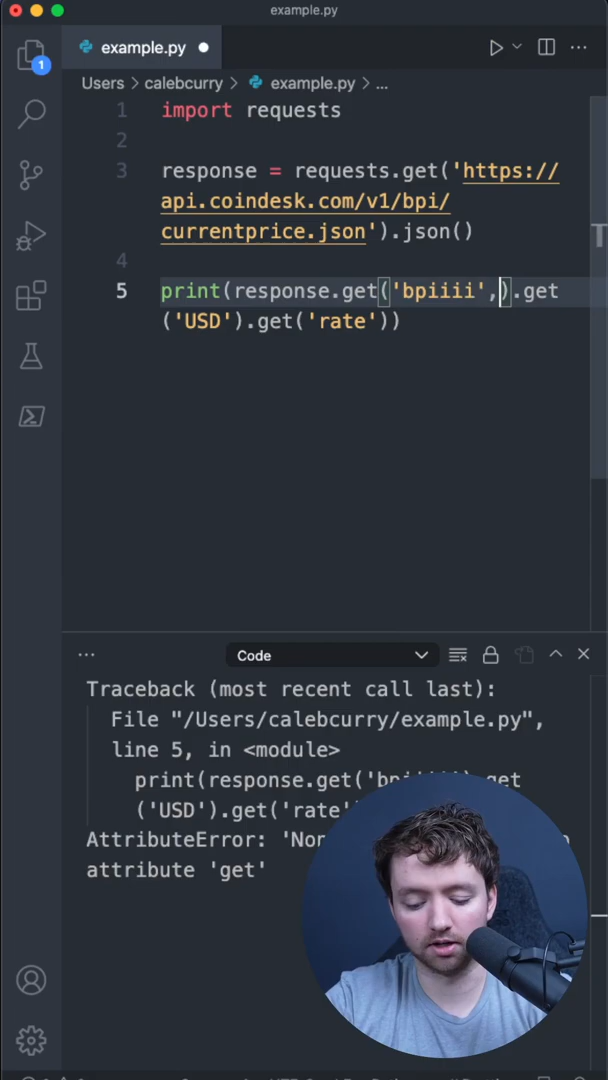 example.py
example.py
1
Users > calebcurry > example.py > ...
1 import requests
2
3 response = requests.get('https://
api.coindesk.com/v1/bpi/
currentprice.json').json()
4
5 print(response.get('bpiiii',).get
('USD').get('rate'))
Code
Traceback (most recent call last):
File "/Users/calebcurry/example.py",
line 5, in <module>
print(response.get(' get
('USD').get('rate'
AttributeError:
attribute 'get'